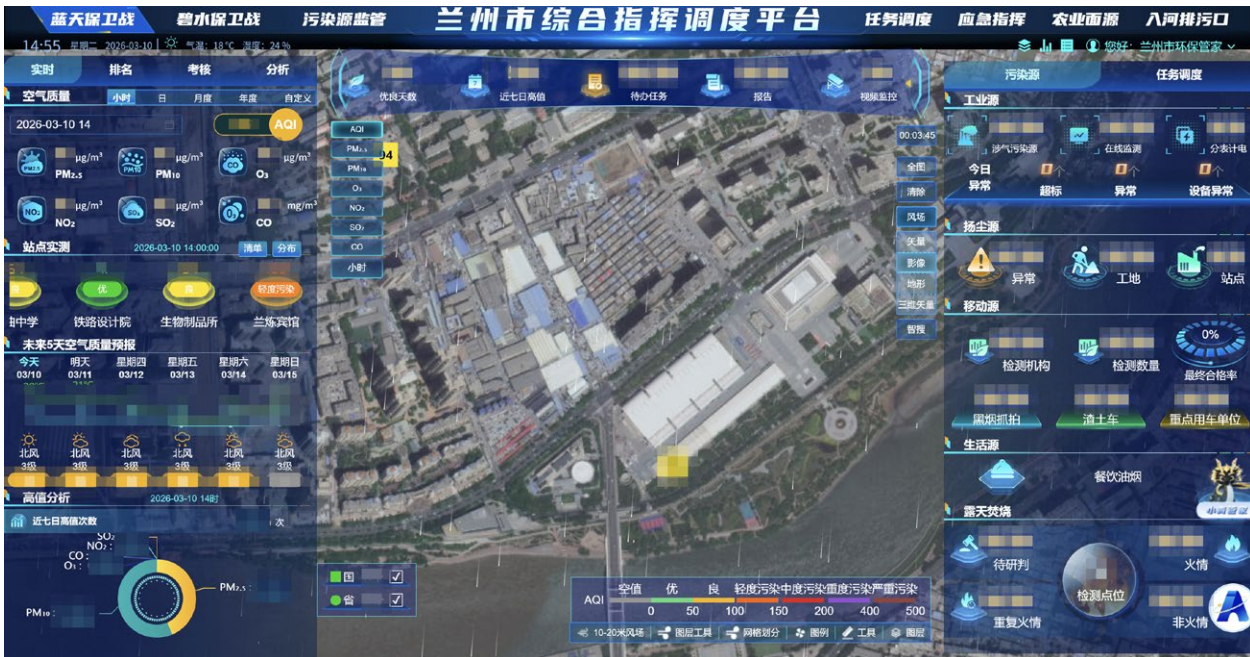 蓝天保卫战 碧水保卫战 污染源监管 兰州市综合指挥调度平台 任务调度 应急指挥 农业面源 入河排污口
14:55 星期二 2026-03-10 气温：18°C 湿度：24%
您好：兰州市环保管家
实时 排名 考核 分析
空气质量 小时 日 月度 年度 自定义
2026-03-10 14 AQI
μg/m³ μg/m³ μg/m³
PM2.5 PM2.5 PM10 PM10 CO O₃
μg/m³ μg/m³ mg/m³
NO₂ NO₂ SO₂ SO₂ O₃ CO
站点实测 2026-03-10 14:00:00 清单 分布
优 良 轻度污染
中学 铁路设计院 生物制品所 兰炼宾馆
未来5天空气质量预报
今天 明天 星期四 星期五 星期六 星期日
03/10 03/11 03/12 03/13 03/14 03/15
北风 北风 北风 北风 北风 北风
3级 3级 3级 3级 3级 3级
高值分析 2026-03-10 14时
近七日高值次数 次
SO₂
NO₂：
CO：
O₃：
PM2.5：
PM10：
优良天数 近七日高值 待办任务 报告 视频监控
AQI
PM2.5
04
PM10
O₃
NO₂
SO₂
CO
小时
00:03:45
全图
清除
风场
矢量
影像
地形
三维矢量
智搜
国
省
空值 优 良 轻度污染 中度污染 重度污染 严重污染
AQI
0 50 100 150 200 400 500
10-20米风场 图层工具 网格划分 图例 工具 图层
污染源 任务调度
工业源
涉气污染源 在线监测 分表计电
今日异常
0个 0个 0个
超标 异常 设备异常
扬尘源
异常 工地 站点
移动源
检测机构 检测数量 0%
最终合格率
黑烟抓拍 渣土车 重点用车单位
生活源
餐饮油烟
露天焚烧
待研判 检测点位 火情
重复火情 非火情